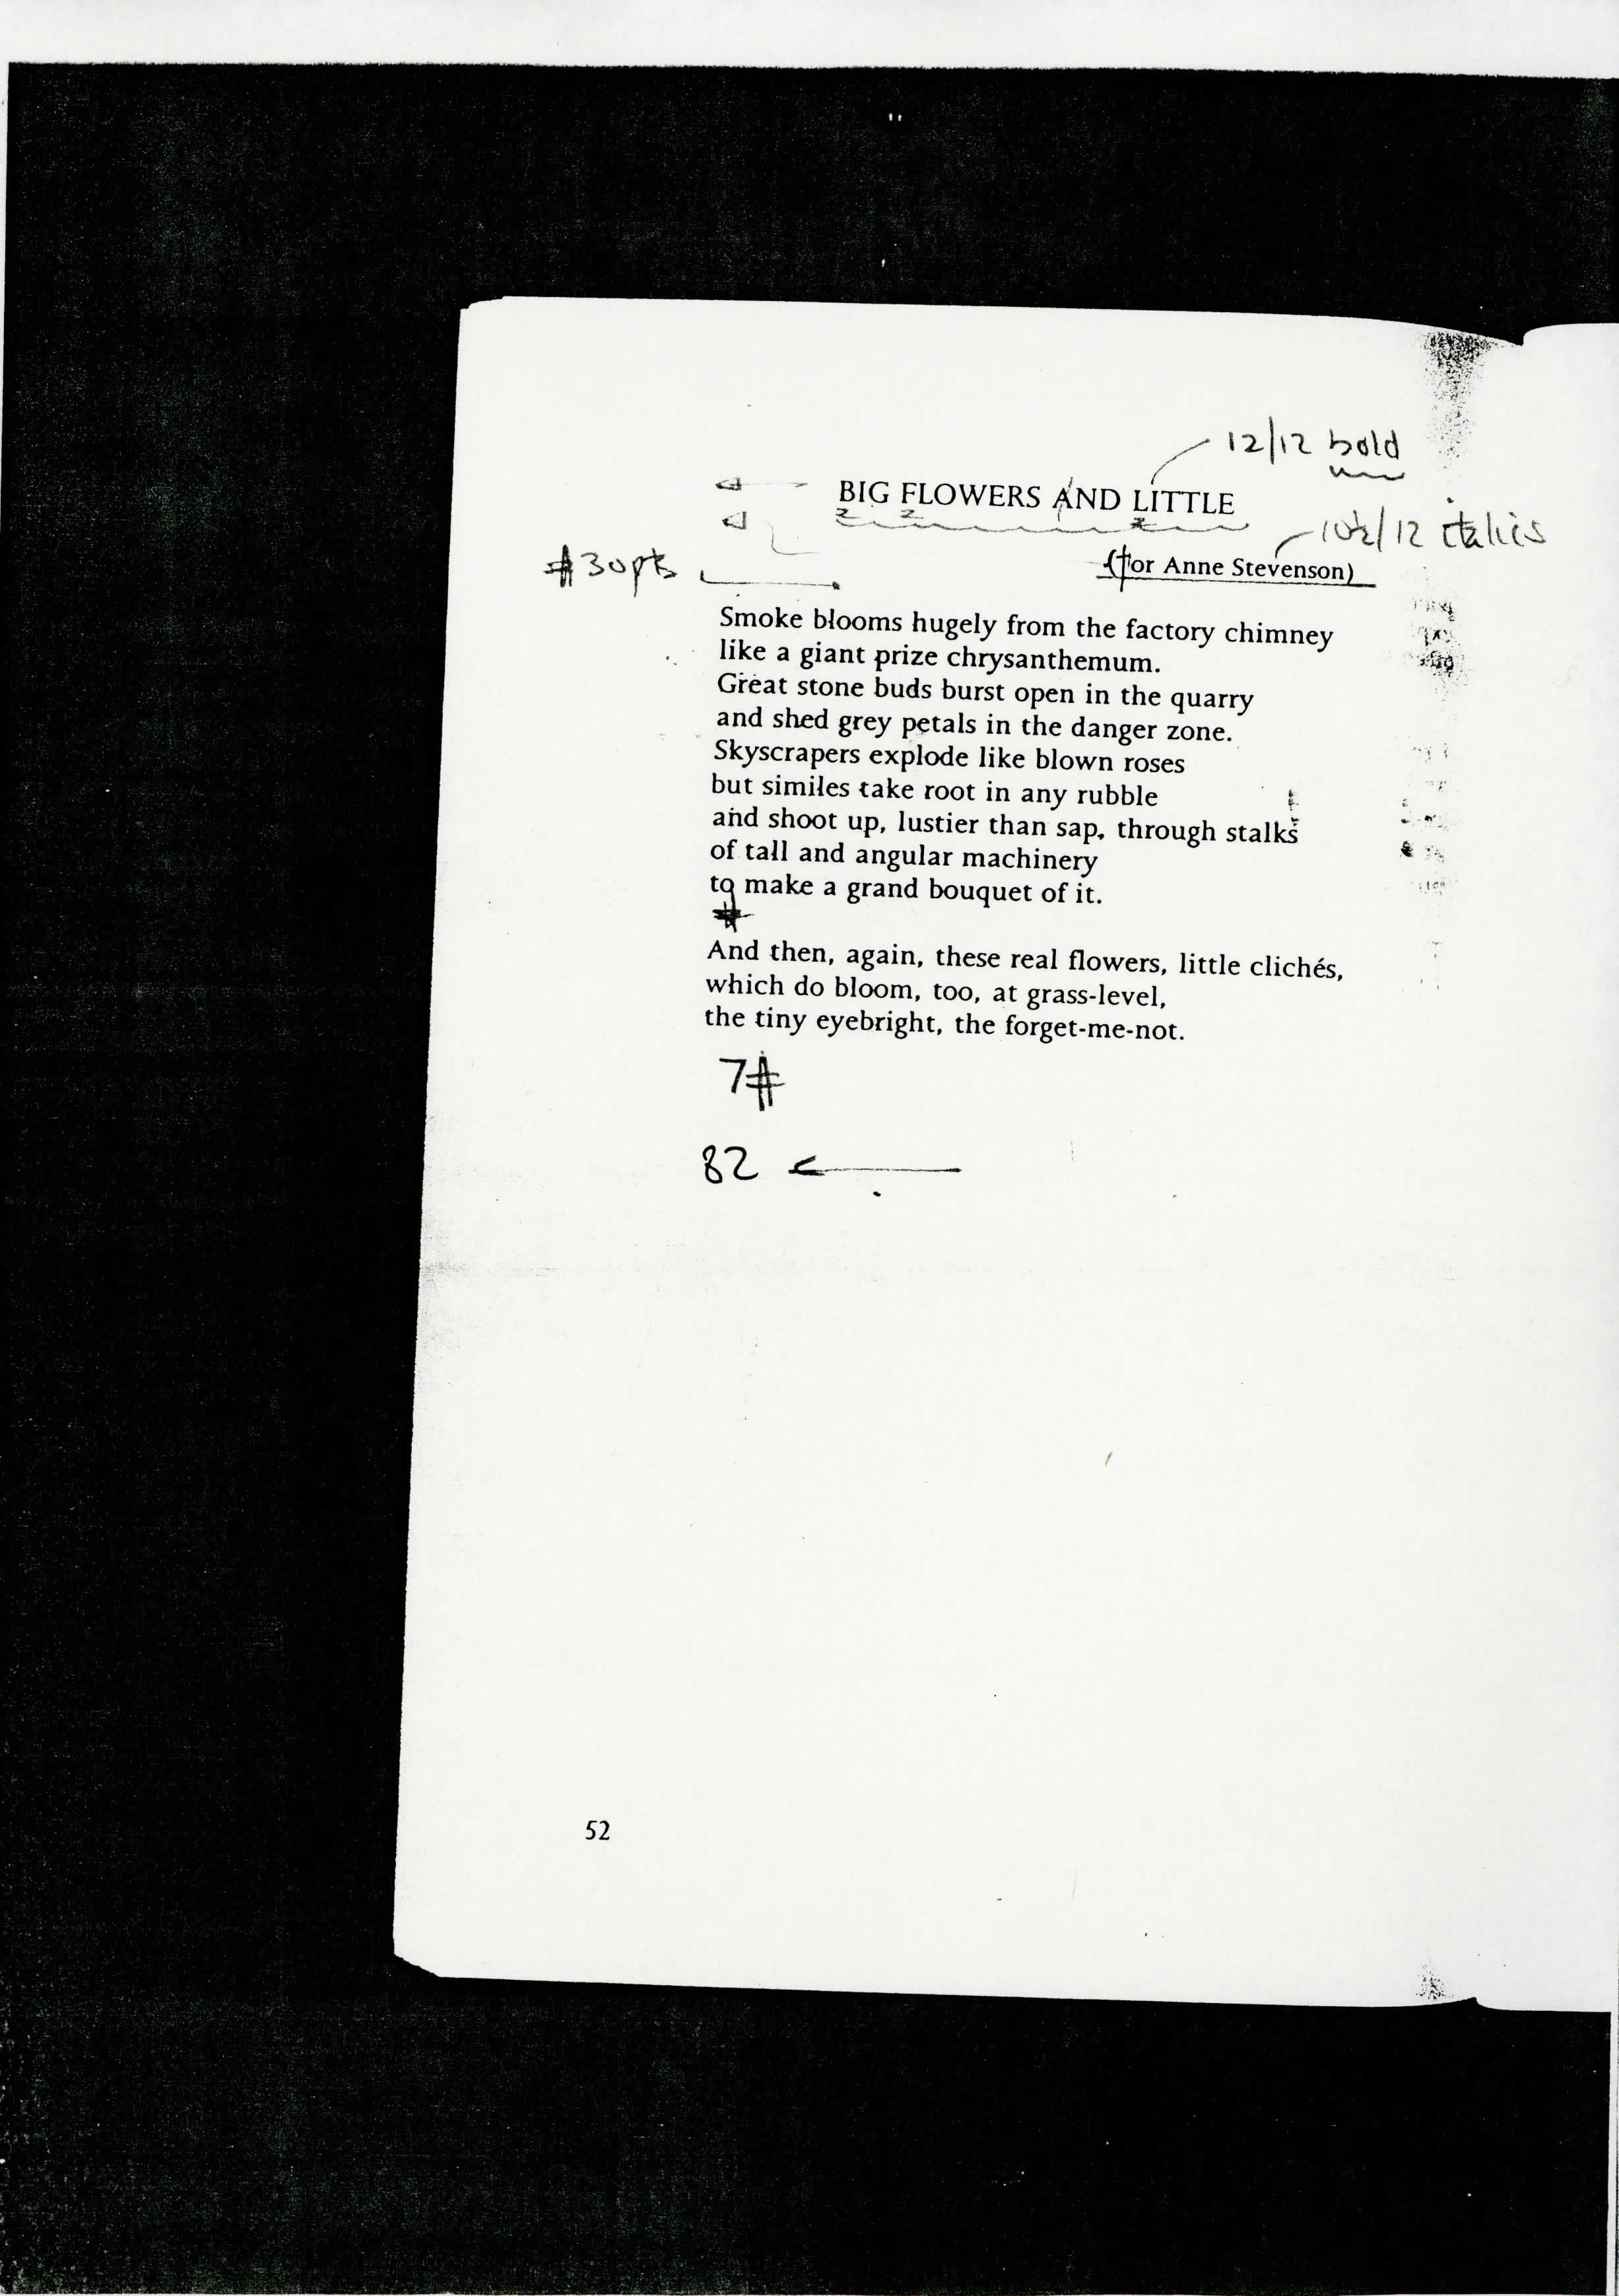 12/12 bold
BIG FLOWERS AND LITTLE
10½/12 italics
(for Anne Stevenson)
# 30pts
Smoke blooms hugely from the factory chimney
like a giant prize chrysanthemum.
Great stone buds burst open in the quarry
and shed grey petals in the danger zone.
Skyscrapers explode like blown roses
but similes take root in any rubble
and shoot up, lustier than sap, through stalks
of tall and angular machinery
to make a grand bouquet of it.
#
And then, again, these real flowers, little clichés,
which do bloom, too, at grass-level,
the tiny eyebright, the forget-me-not.
7#
82
52